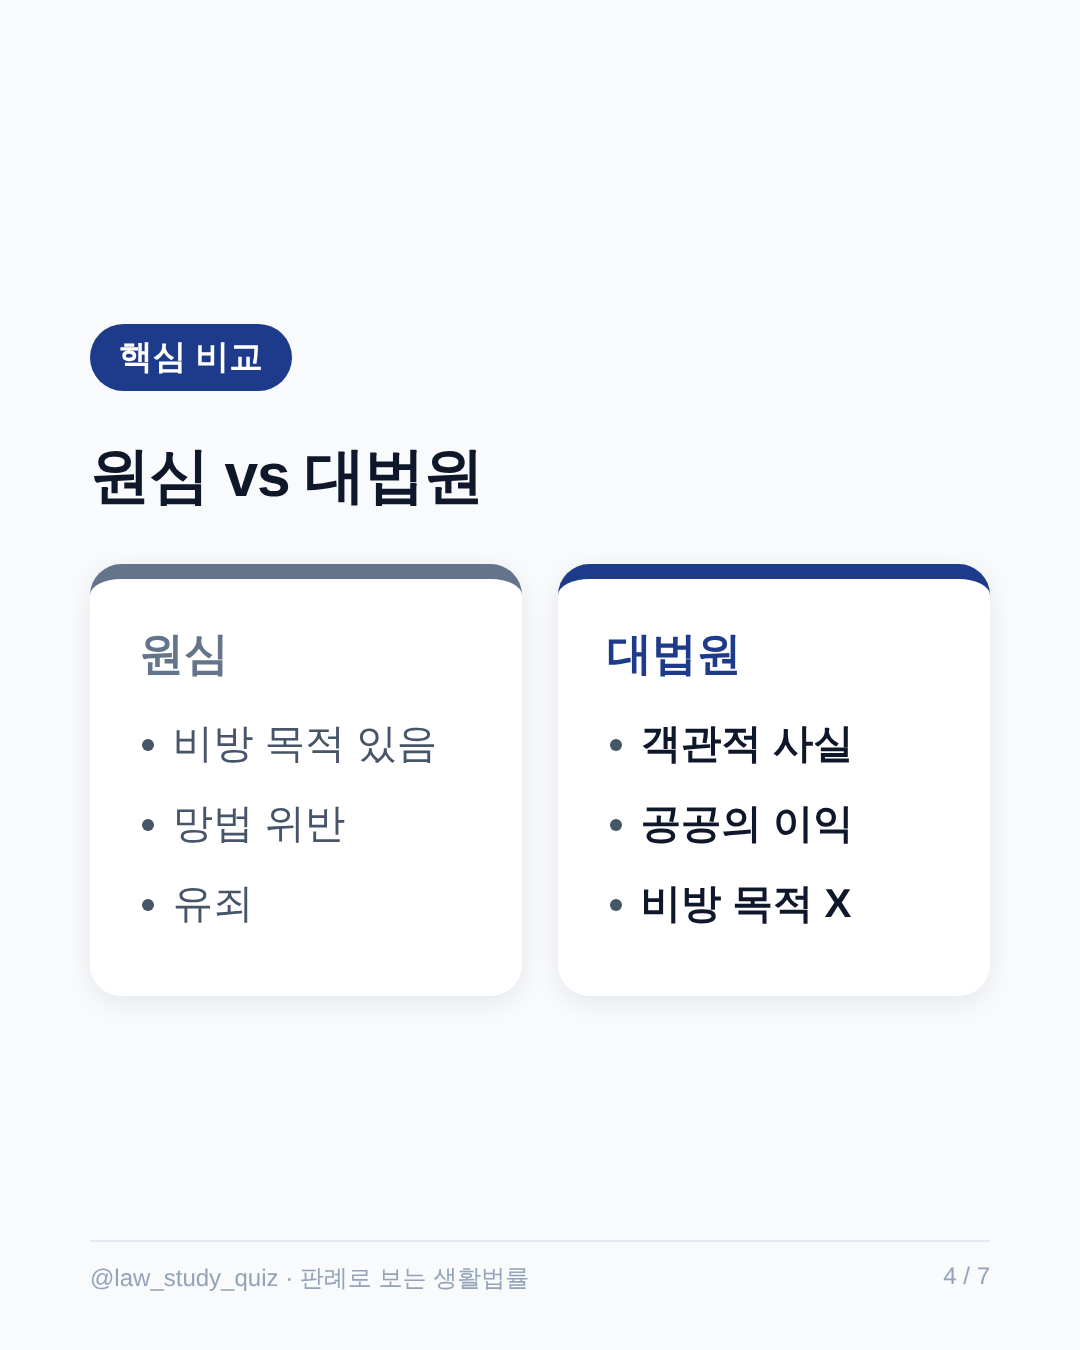 핵심 비교
원심 vs 대법원
원심
• 비방 목적 있음
• 망법 위반
• 유죄
대법원
• 객관적 사실
• 공공의 이익
• 비방 목적 X
@law_study_quiz · 판례로 보는 생활법률
4 / 7